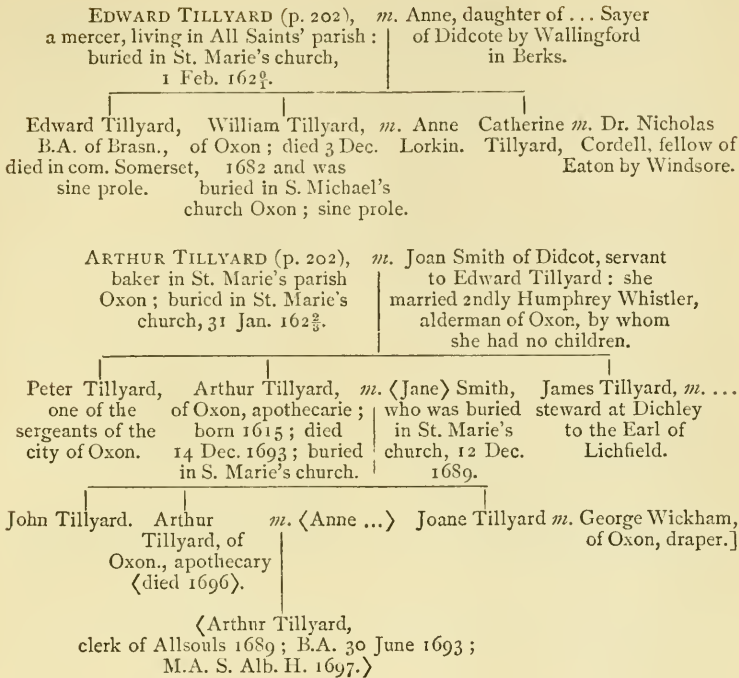 EDWARD TILLYARD (p. 202), m. Anne, daughter of . . . Sayer
a mercer, living in All Saints' parish : of Didcote by Wallingford
buried in St. Marie's church, in Berks.
1 Feb. 162⁰⁄₁.
Edward Tillyard, William Tillyard, m. Anne Catherine m. Dr. Nicholas
B.A. of Brasn., of Oxon ; died 3 Dec. Lorkin. Tillyard, Cordell, fellow of
died in com. Somerset, 1682 and was Eaton by Windsore.
sine prole. buried in S. Michael's
church Oxon ; sine prole.
ARTHUR TILLYARD (p. 202), m. Joan Smith of Didcot, servant
baker in St. Marie's parish to Edward Tillyard : she
Oxon ; buried in St. Marie's married 2ndly Humphrey Whistler,
church, 31 Jan. 162⅔. alderman of Oxon, by whom
she had no children.
Peter Tillyard, Arthur Tillyard, m. ⟨Jane⟩ Smith, James Tillyard, m. . . .
one of the of Oxon, apothecarie ; who was buried steward at Dichley
sergeants of the born 1615 ; died in St. Marie's to the Earl of
city of Oxon. 14 Dec. 1693 ; buried church, 12 Dec. Lichfield.
in S. Marie's church. 1689.
John Tillyard. Arthur m. ⟨Anne ...⟩ Joane Tillyard m. George Wickham,
Tillyard, of of Oxon, draper.]
Oxon., apothecary
⟨died 1696⟩.
⟨Arthur Tillyard,
clerk of Allsouls 1689 ; B.A. 30 June 1693 ;
M.A. S. Alb. H. 1697.⟩